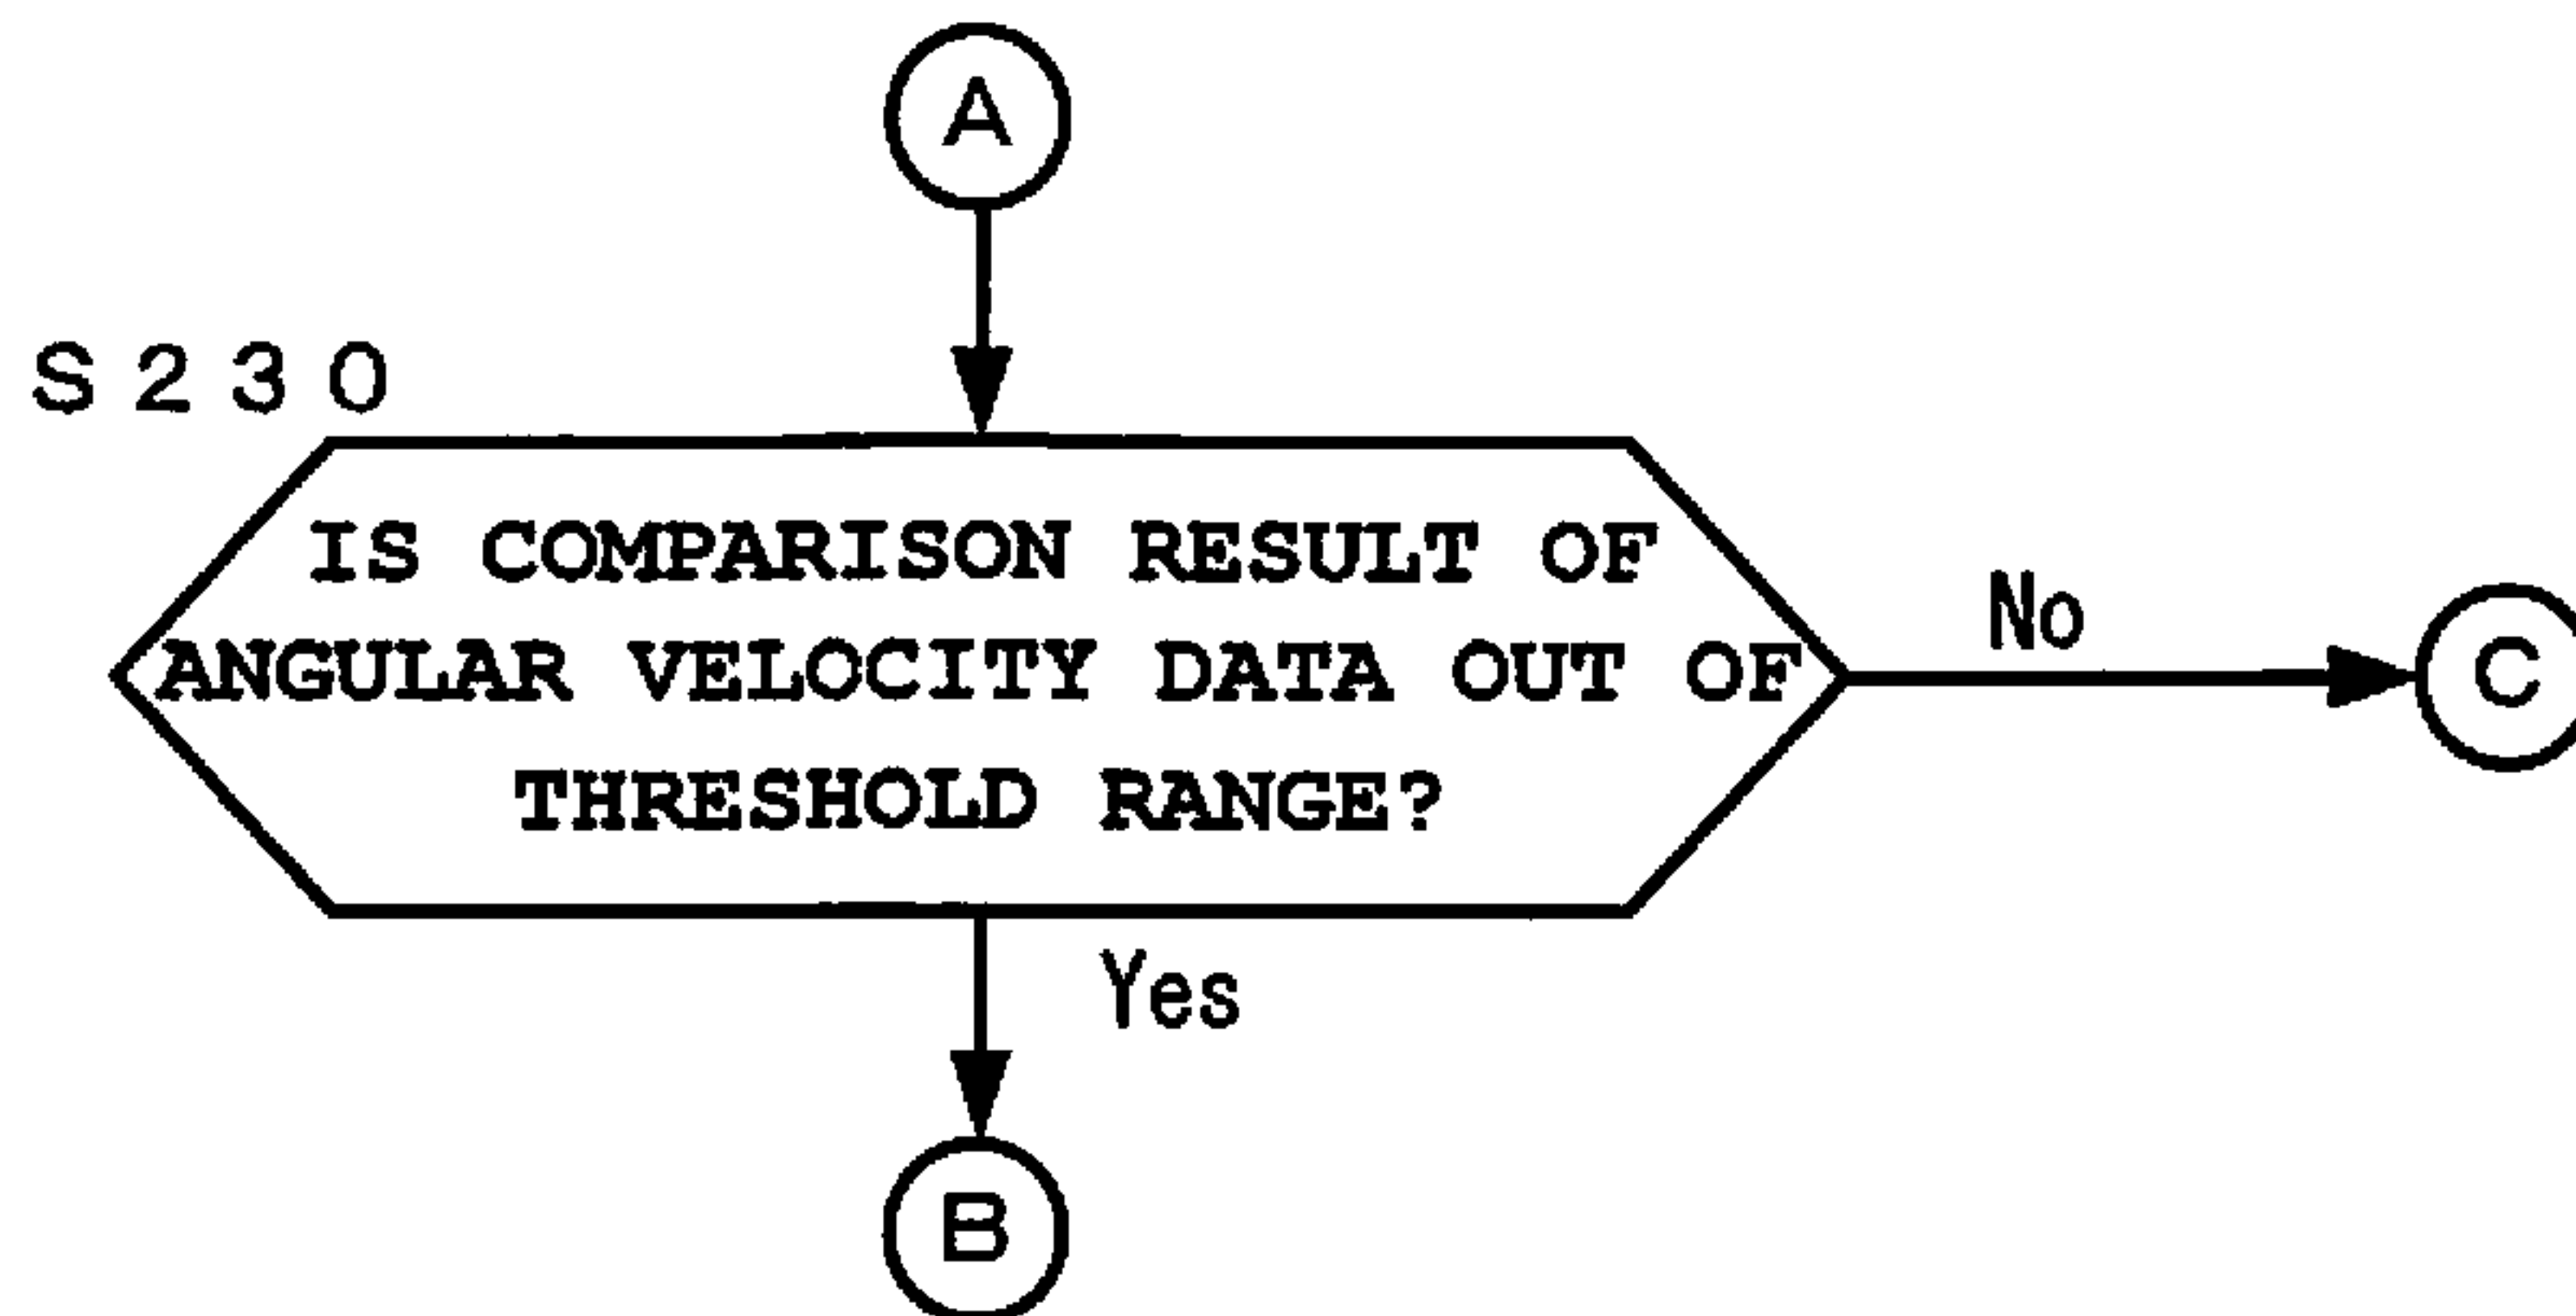 A
S230
IS COMPARISON RESULT OF
ANGULAR VELOCITY DATA OUT OF
THRESHOLD RANGE?
No
C
Yes
B